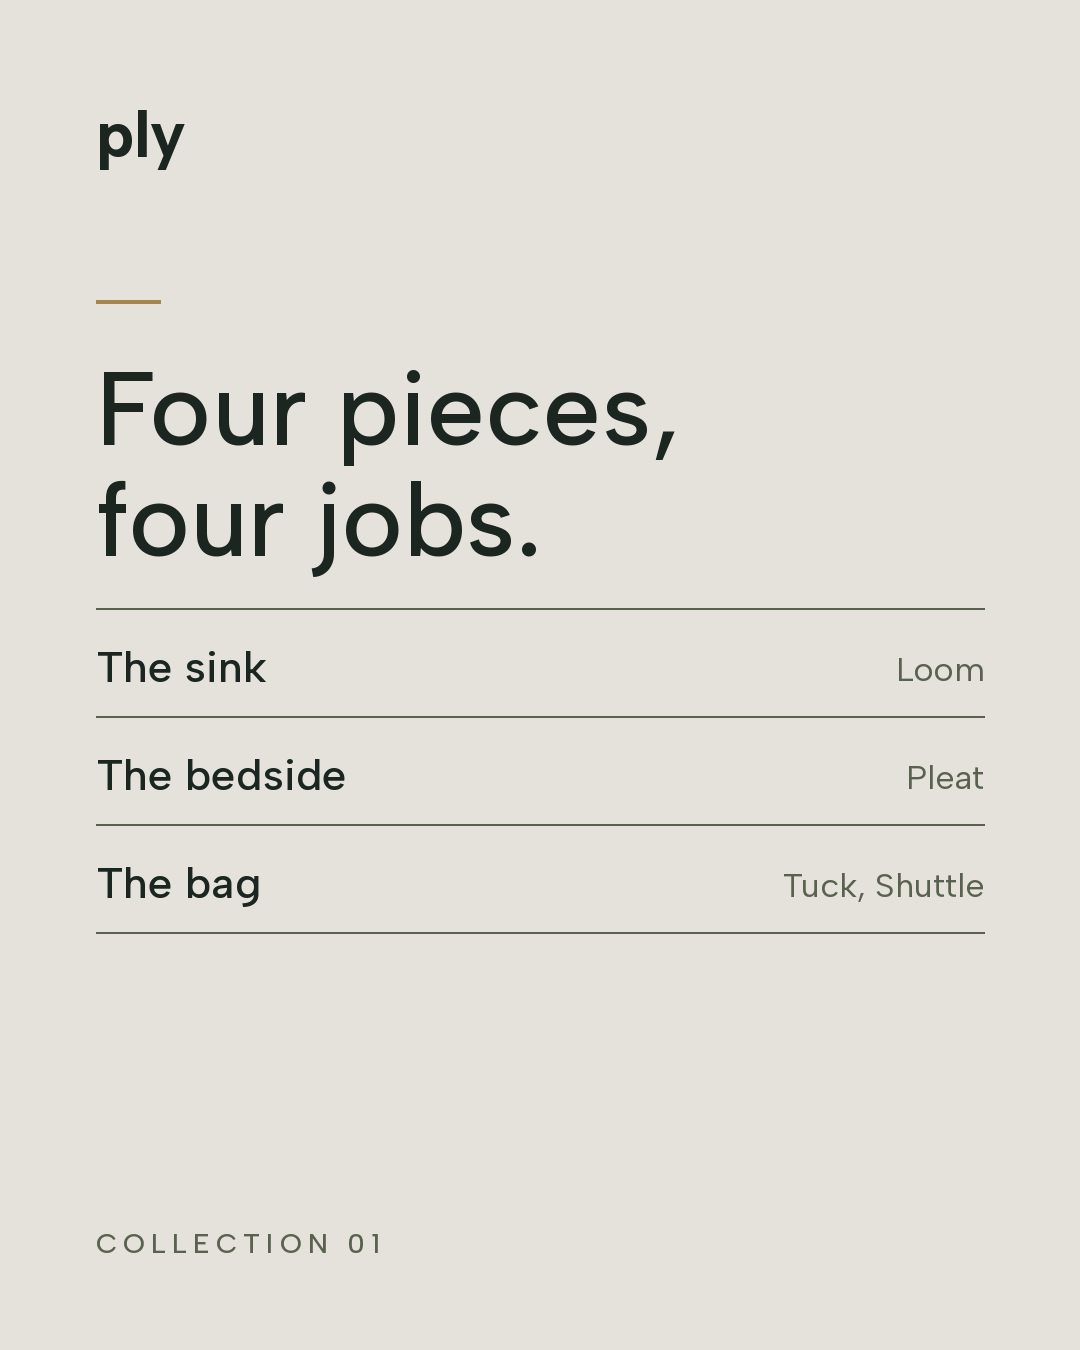 ply
Four pieces,
four jobs.
The sink Loom
The bedside Pleat
The bag Tuck, Shuttle
COLLECTION 01